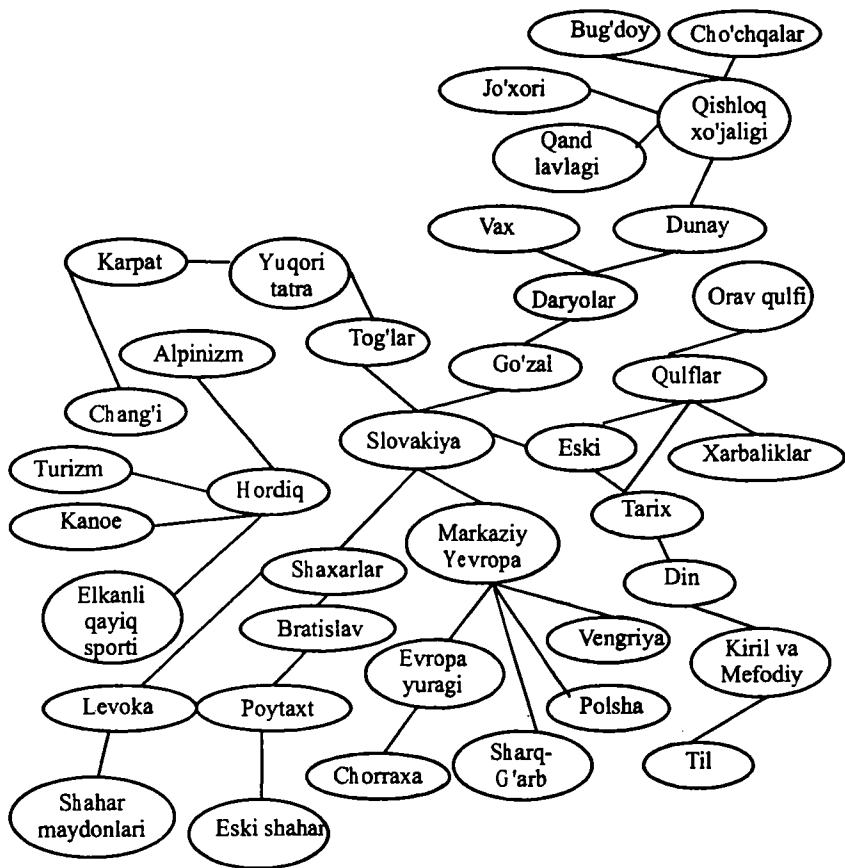 Bug'doy
Cho'chqalar
Jo'xori
Qishloq
xo'jaligi
Qand
lavlagi
Vax
Dunay
Karpat
Yuqori
tatra
Daryolar
Orav qulfi
Tog'lar
Alpinizm
Go'zal
Qulflar
Chang'i
Slovakiya
Eski
Xarbaliklar
Turizm
Hordiq
Kanoe
Tarix
Markaziy
Yevropa
Shaxarlar
Din
Elkanli
qayiq
sporti
Bratislav
Vengriya
Kiril va
Mefodiy
Evropa
yuragi
Levoka
Poytaxt
Polsha
Sharq-
G'arb
Til
Chorraxa
Shahar
maydonlari
Eski shahar